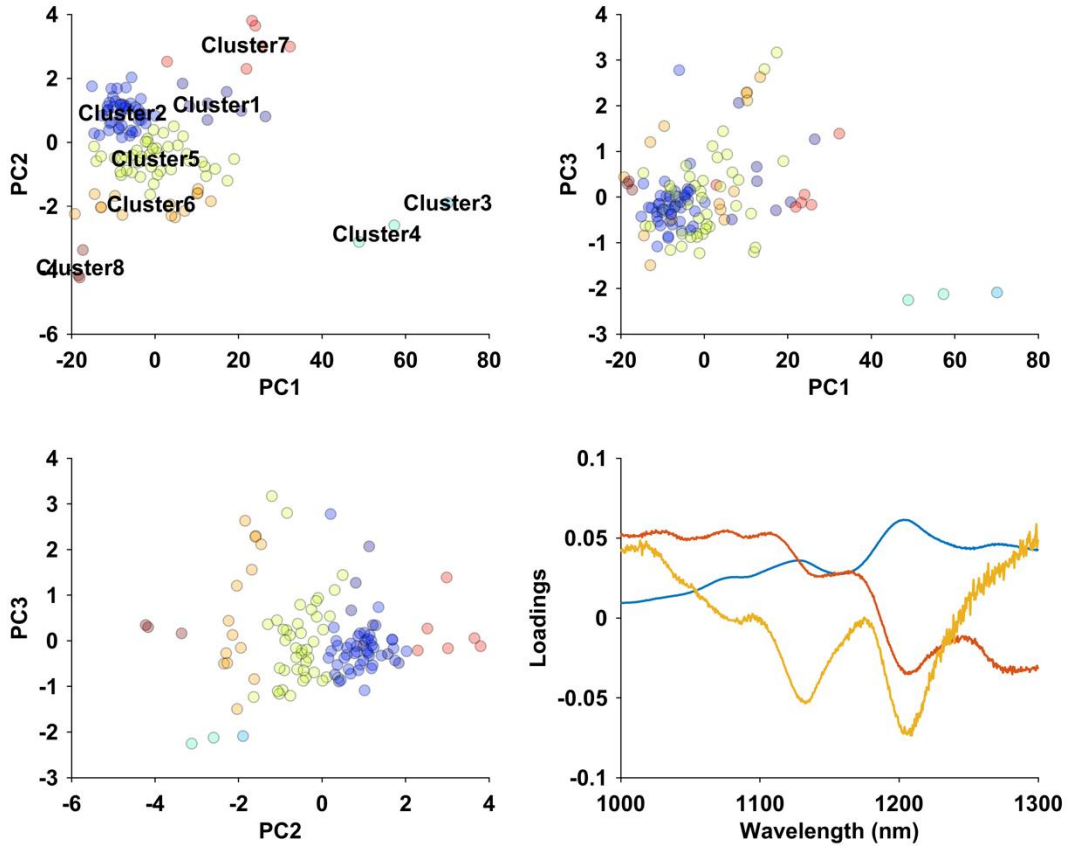 4
2
0
-2
-4
-6
PC2
Cluster7
Cluster1
Cluster2
Cluster5
Cluster6
Cluster3
Cluster4
Cluster8
-20 0 20 40 60 80
PC1
4
3
2
1
0
-1
-2
-3
PC3
-20 0 20 40 60 80
PC1
4
3
2
1
0
-1
-2
-3
PC3
-6 -4 -2 0 2 4
PC2
0.1
0.05
0
-0.05
-0.1
Loadings
1000 1100 1200 1300
Wavelength (nm)